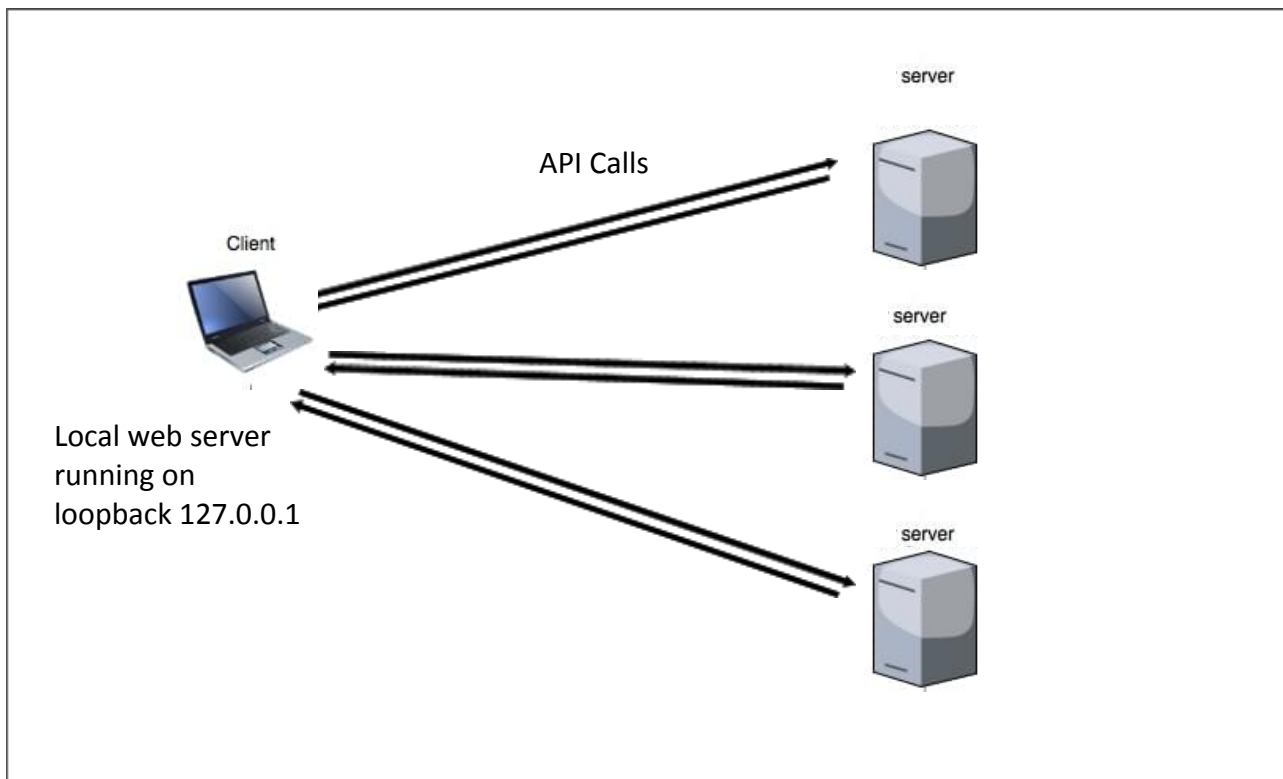 server
API Calls
Client
server
Local web server
running on
loopback 127.0.0.1
server